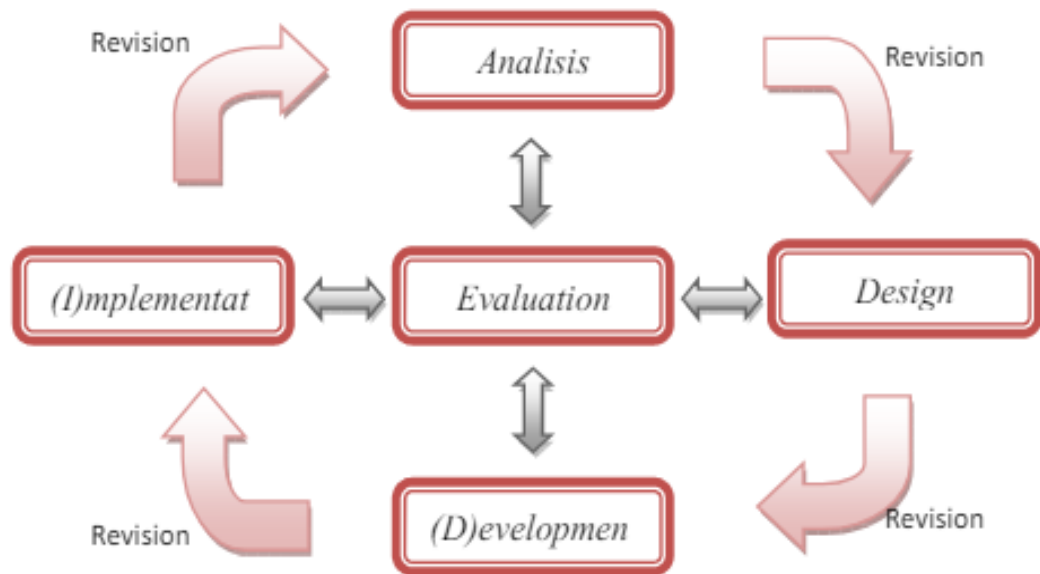 Revision
Analisis
Revision
(I)mplementat
Evaluation
Design
Revision
(D)evelopmen
Revision